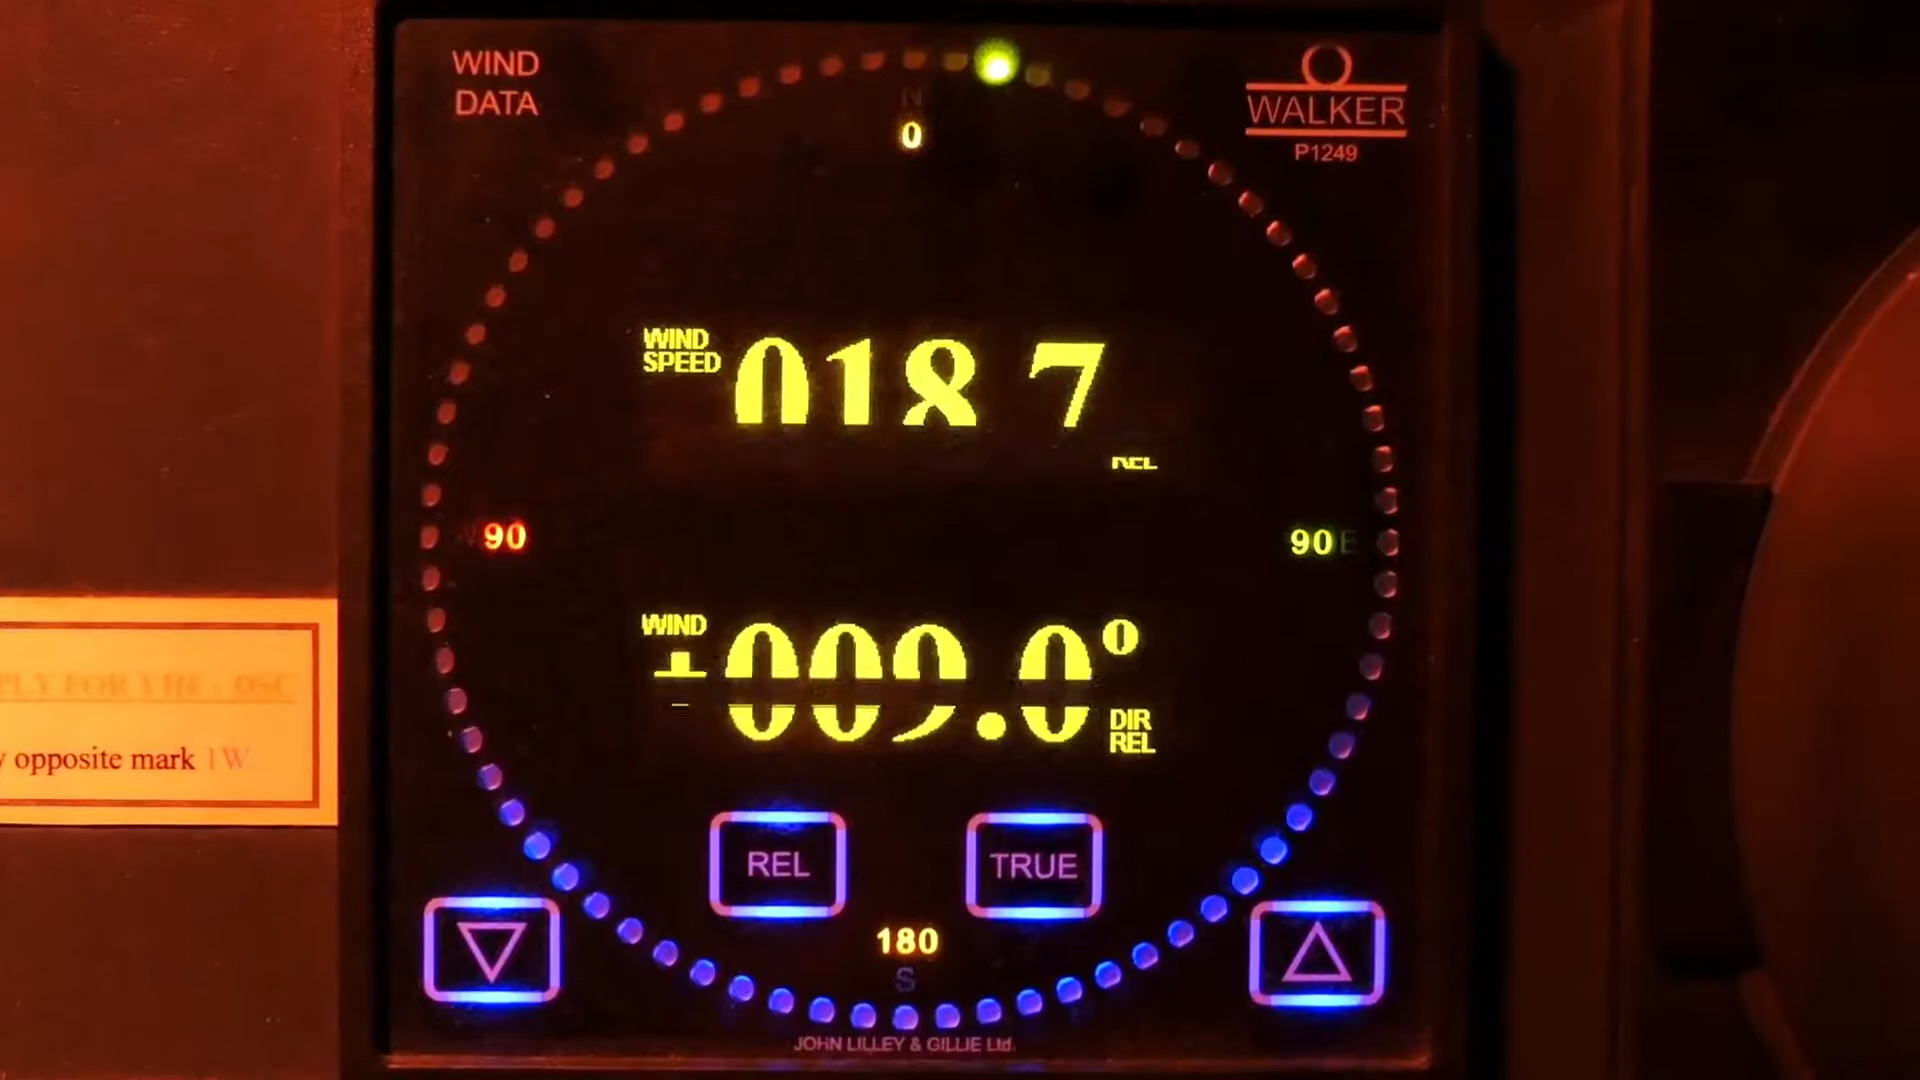 WIND
DATA
WALKER
P1249
N
0
WIND
SPEED
018 7
W 90
90 E
WIND
009.0°
DIR
REL
REL
TRUE
180
S
JOHN LILLEY & GILLIE Ltd.
y opposite mark 1W